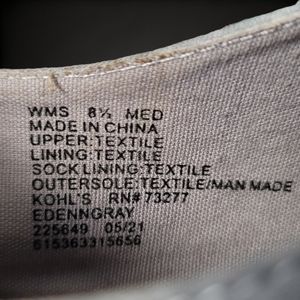 WMS 8½ MED
MADE IN CHINA
UPPER:TEXTILE
LINING:TEXTILE
SOCK LINING:TEXTILE
OUTERSOLE:TEXTILE/MAN MADE
KOHL'S RN# 73277
EDENNGRAY
225649 05/21
615363315656